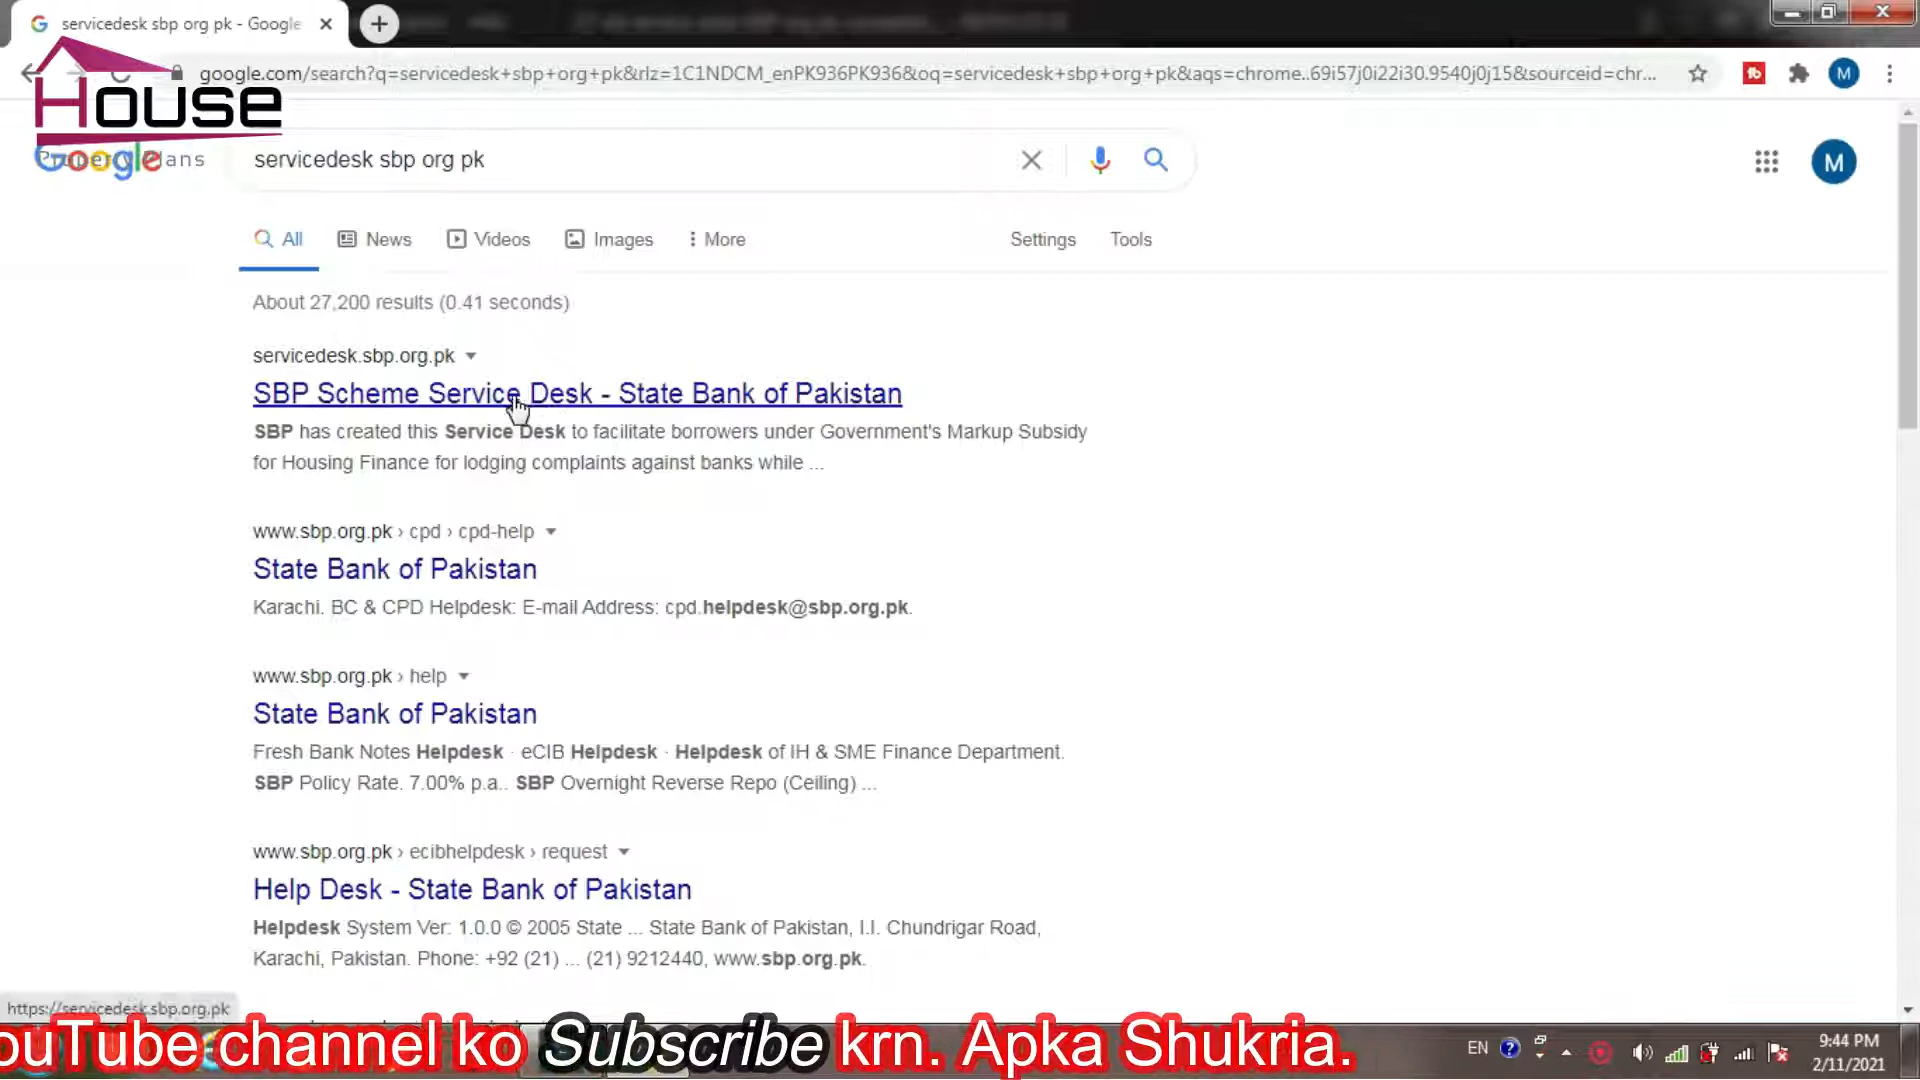 servicedesk sbp org pk - Google
google.com/search?q=servicedesk+sbp+org+pk&rlz=1C1NDCM_enPK936PK936&oq=servicedesk+sbp+org+pk&aqs=chrome..69i57j0i22i30.9540j0j15&sourceid=chr...
House
Property Plans
Google
servicedesk sbp org pk
M
M
All
News
Videos
Images
More
Settings
Tools
About 27,200 results (0.41 seconds)
servicedesk.sbp.org.pk
SBP Scheme Service Desk - State Bank of Pakistan
SBP has created this Service Desk to facilitate borrowers under Government's Markup Subsidy
for Housing Finance for lodging complaints against banks while ...
www.sbp.org.pk › cpd › cpd-help
State Bank of Pakistan
Karachi. BC & CPD Helpdesk: E-mail Address: cpd.helpdesk@sbp.org.pk.
www.sbp.org.pk › help
State Bank of Pakistan
Fresh Bank Notes Helpdesk · eCIB Helpdesk · Helpdesk of IH & SME Finance Department.
SBP Policy Rate. 7.00% p.a.. SBP Overnight Reverse Repo (Ceiling) ...
www.sbp.org.pk › ecibhelpdesk › request
Help Desk - State Bank of Pakistan
Helpdesk System Ver: 1.0.0 © 2005 State ... State Bank of Pakistan, I.I. Chundrigar Road,
Karachi, Pakistan. Phone: +92 (21) ... (21) 9212440, www.sbp.org.pk.
https://servicedesk.sbp.org.pk
ouTube channel ko Subscribe krn. Apka Shukria.
EN
9:44 PM
2/11/2021